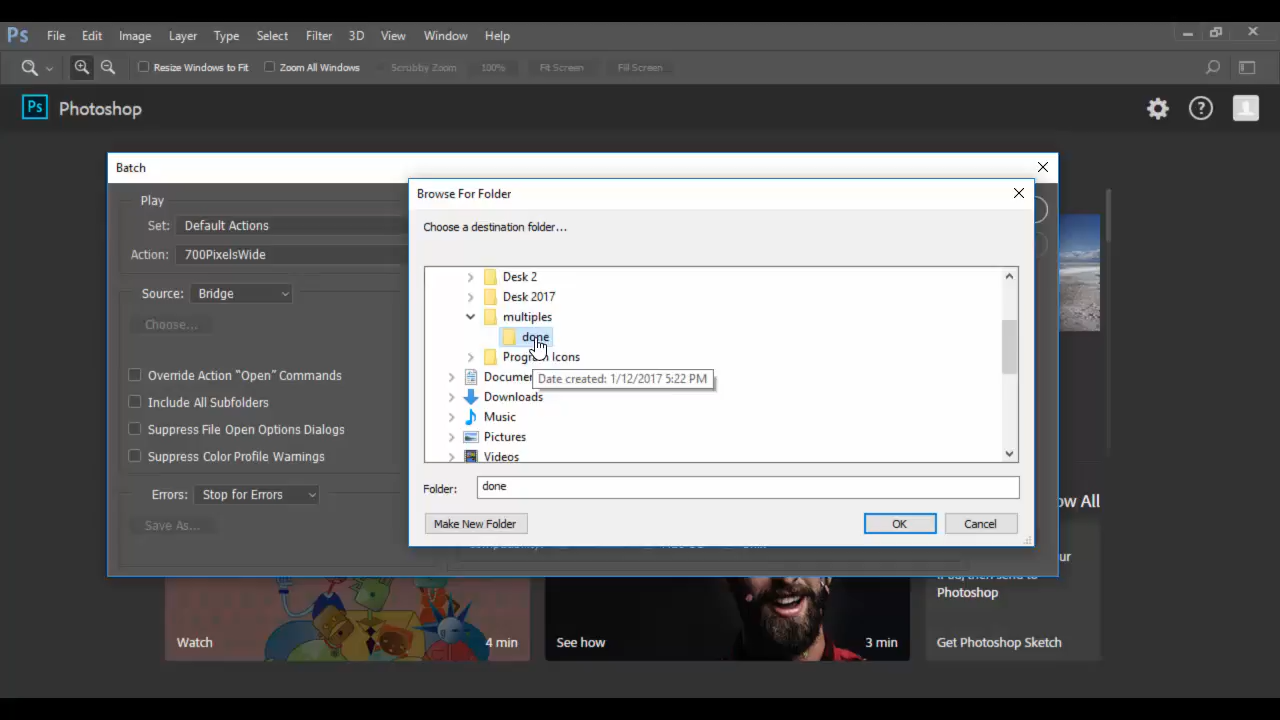 Ps File Edit Image Layer Type Select Filter 3D View Window Help
Resize Windows to Fit Zoom All Windows Scrubby Zoom 100% Fit Screen Fill Screen
Ps Photoshop
Batch
Browse For Folder
Play
Set: Default Actions
Action: 700PixelsWide
Source: Bridge
Choose...
Override Action "Open" Commands
Include All Subfolders
Suppress File Open Options Dialogs
Suppress Color Profile Warnings
Errors: Stop for Errors
Save As...
Choose a destination folder...
Desk 2
Desk 2017
multiples
done
Program Icons
Date created: 1/12/2017 5:22 PM
Downloads
Music
Pictures
Videos
Folder: done
Make New Folder
OK
Cancel
Watch 4 min
See how 3 min
then send to
Photoshop
Get Photoshop Sketch